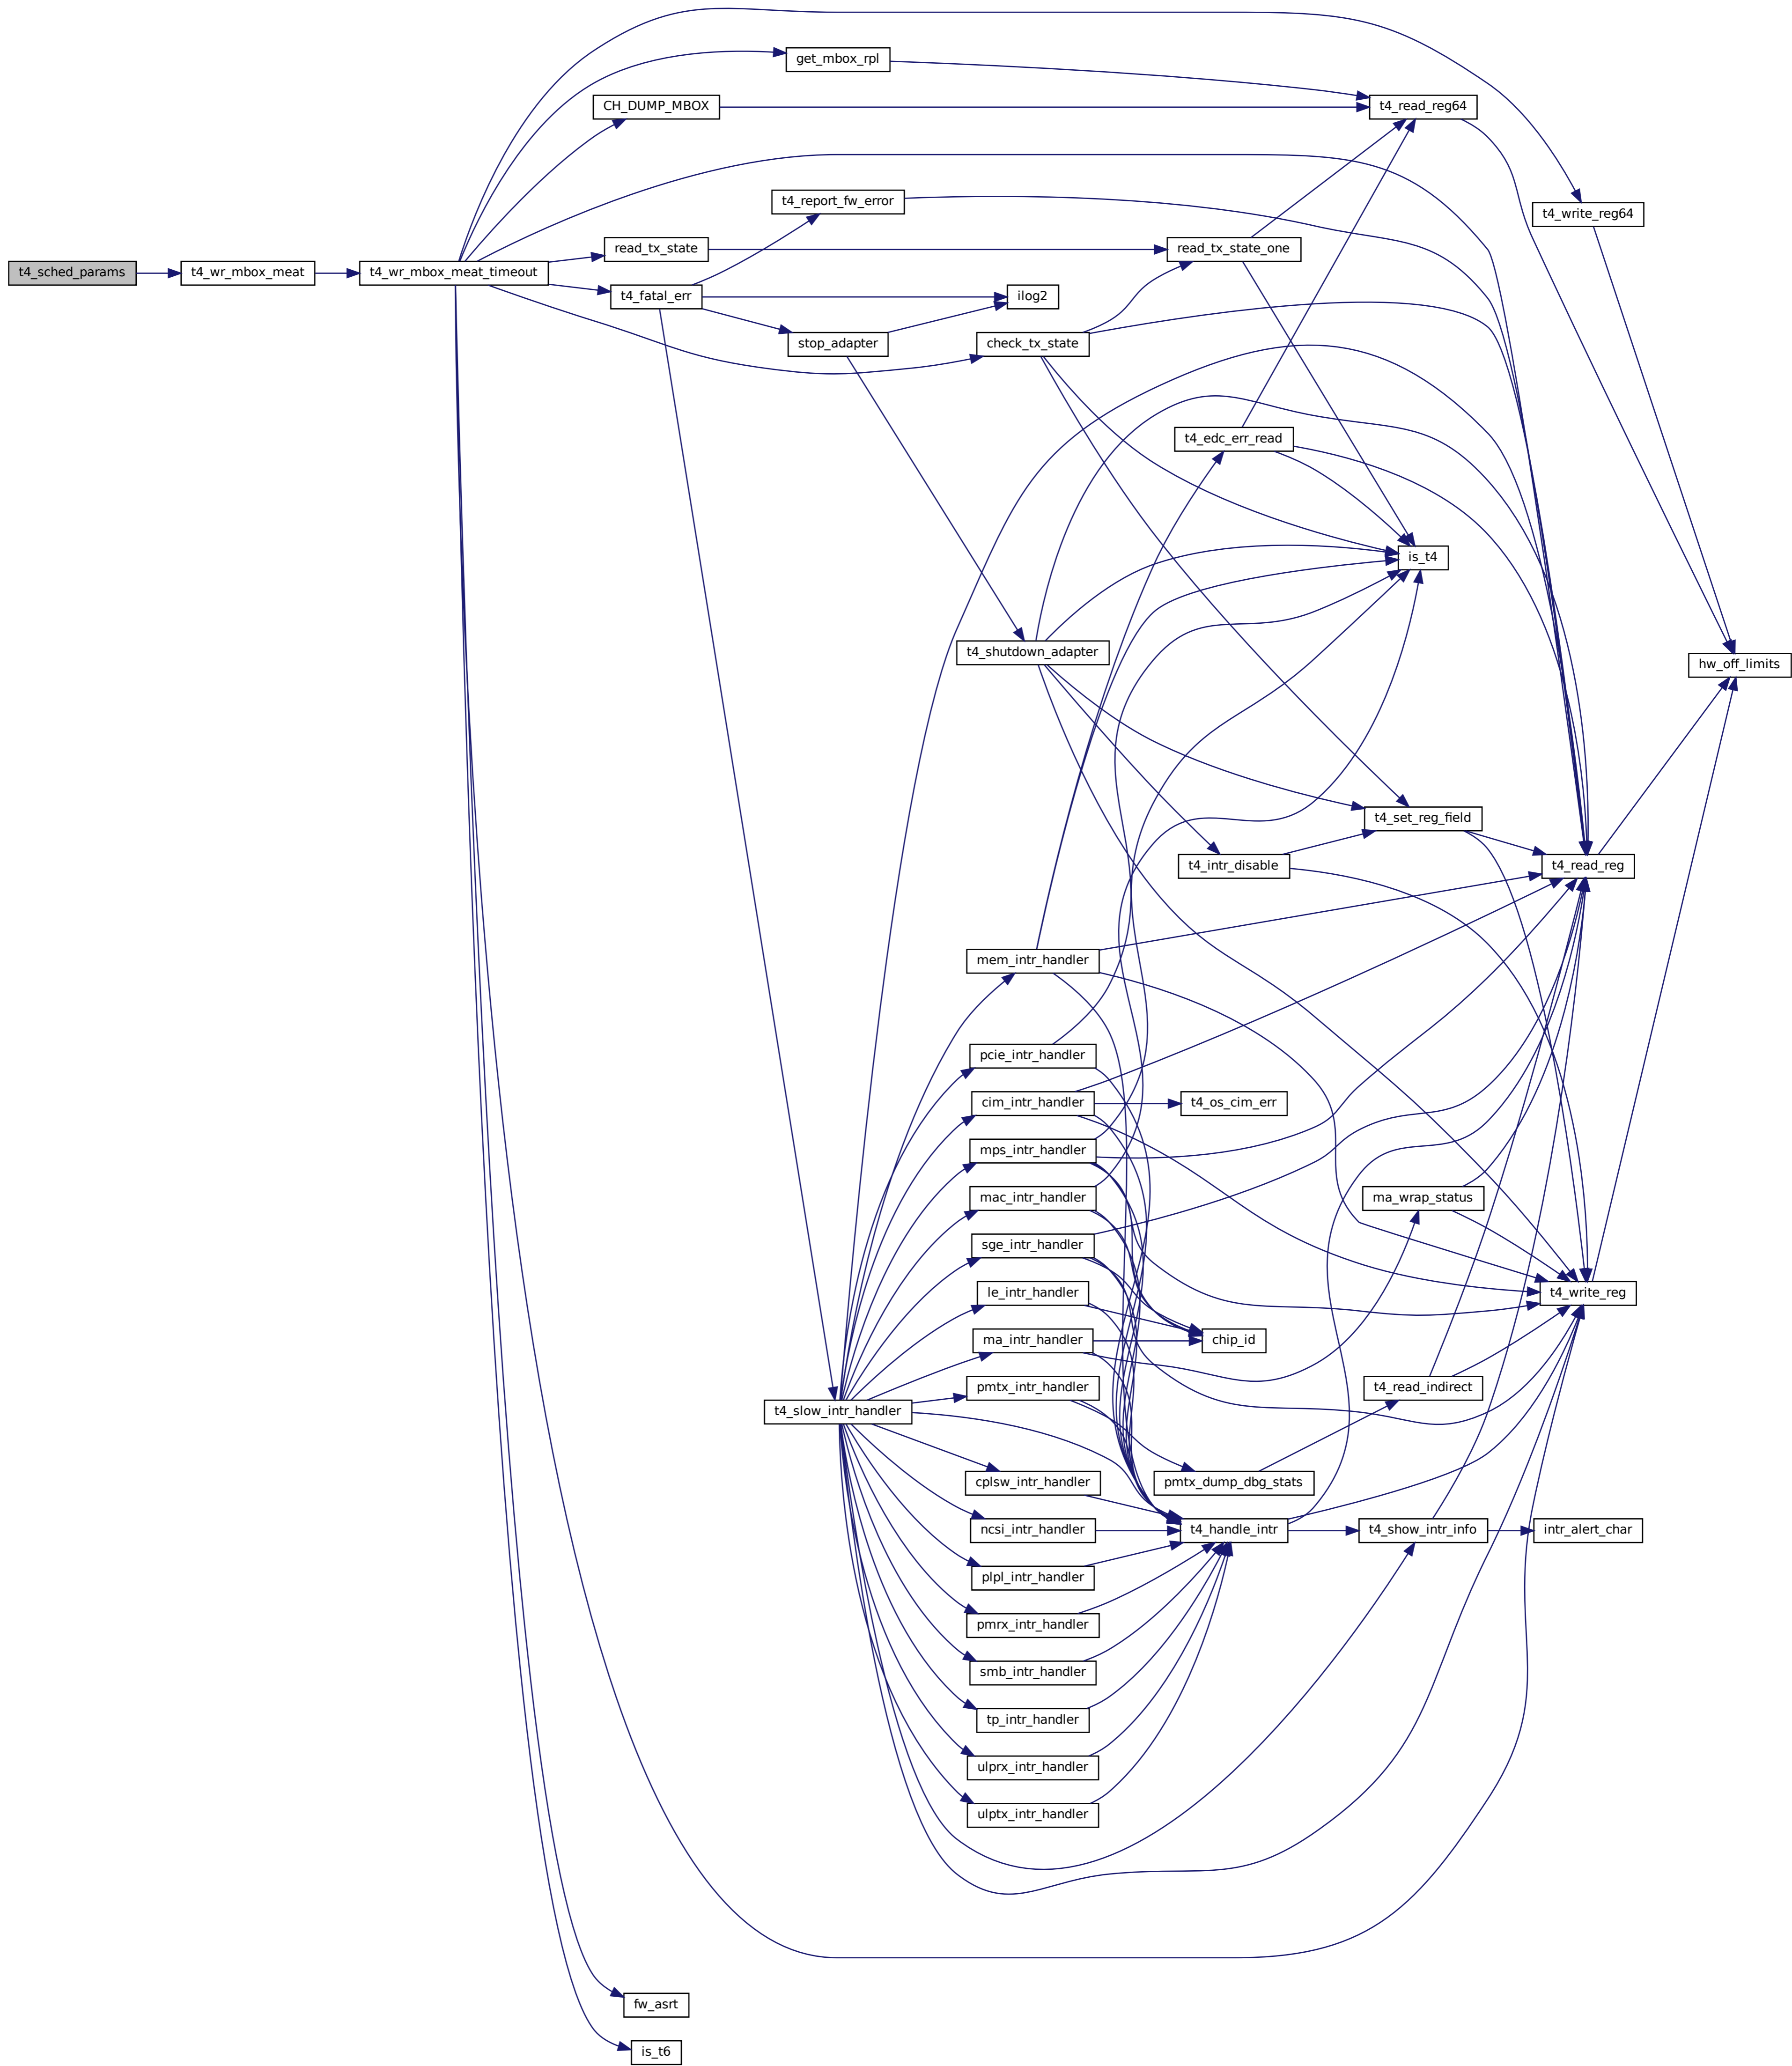 get_mbox_rpl
CH_DUMP_MBOX
t4_read_reg64
t4_report_fw_error
t4_write_reg64
read_tx_state
read_tx_state_one
t4_sched_params
t4_wr_mbox_meat
t4_wr_mbox_meat_timeout
t4_fatal_err
ilog2
stop_adapter
check_tx_state
t4_edc_err_read
is_t4
t4_shutdown_adapter
hw_off_limits
t4_set_reg_field
t4_intr_disable
t4_read_reg
mem_intr_handler
pcie_intr_handler
cim_intr_handler
t4_os_cim_err
mps_intr_handler
mac_intr_handler
ma_wrap_status
sge_intr_handler
le_intr_handler
t4_write_reg
ma_intr_handler
chip_id
pmtx_intr_handler
t4_read_indirect
t4_slow_intr_handler
cplsw_intr_handler
pmtx_dump_dbg_stats
ncsi_intr_handler
t4_handle_intr
t4_show_intr_info
intr_alert_char
plpl_intr_handler
pmrx_intr_handler
smb_intr_handler
tp_intr_handler
ulprx_intr_handler
ulptx_intr_handler
fw_asrt
is_t6